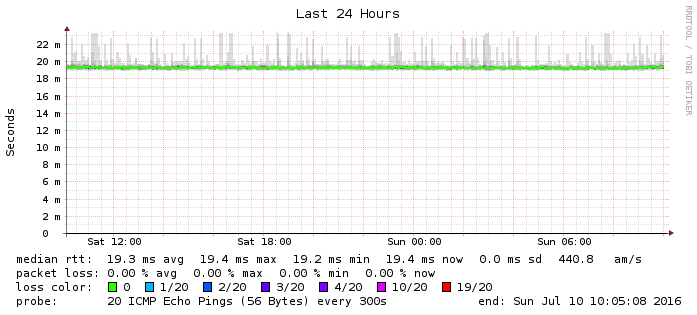 Last 24 Hours
RRDTOOL / TOBI OETIKER
Seconds
22 m
20 m
18 m
16 m
14 m
12 m
10 m
8 m
6 m
4 m
2 m
0
Sat 12:00 Sat 18:00 Sun 00:00 Sun 06:00
median rtt: 19.3 ms avg 19.4 ms max 19.2 ms min 19.4 ms now 0.0 ms sd 440.8 am/s
packet loss: 0.00 % avg 0.00 % max 0.00 % min 0.00 % now
loss color: 0 1/20 2/20 3/20 4/20 10/20 19/20
probe: 20 ICMP Echo Pings (56 Bytes) every 300s end: Sun Jul 10 10:05:08 2016